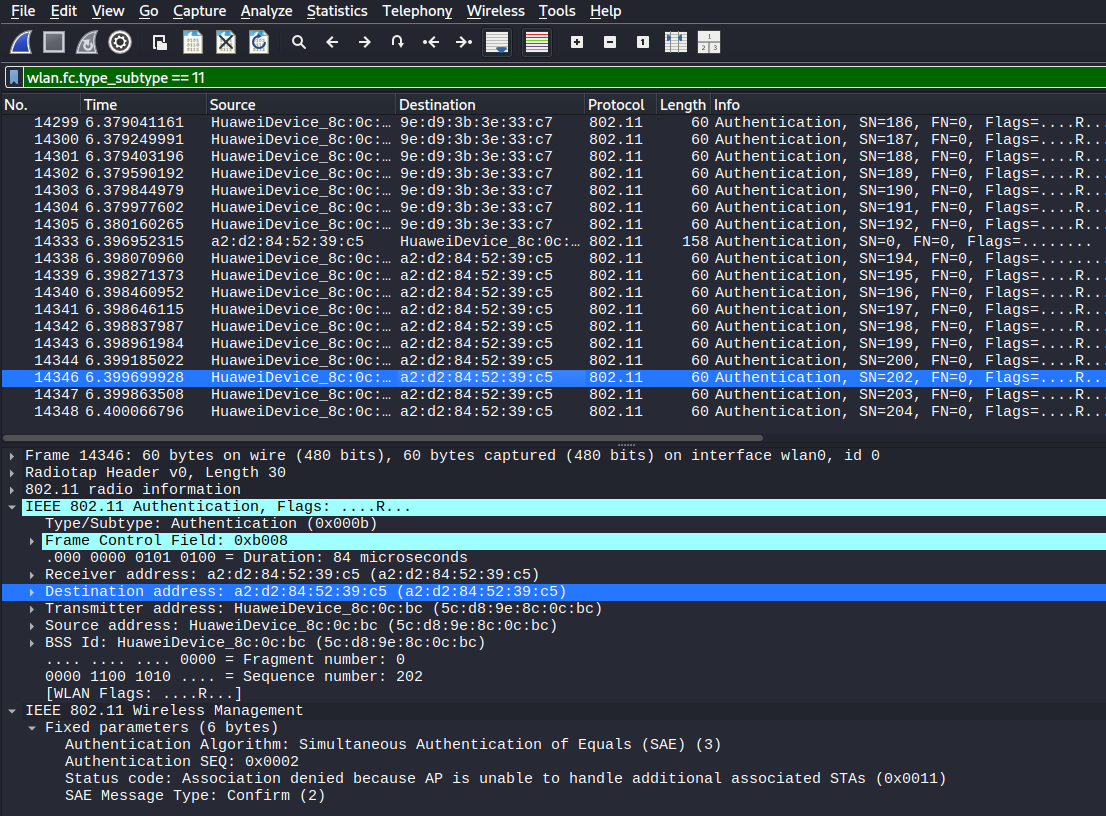 File Edit View Go Capture Analyze Statistics Telephony Wireless Tools Help
wlan.fc.type_subtype == 11
No. Time Source Destination Protocol Length Info
14299 6.379041161 HuaweiDevice_8c:0c:… 9e:d9:3b:3e:33:c7 802.11 60 Authentication, SN=186, FN=0, Flags=....R...
14300 6.379249991 HuaweiDevice_8c:0c:… 9e:d9:3b:3e:33:c7 802.11 60 Authentication, SN=187, FN=0, Flags=....R...
14301 6.379403196 HuaweiDevice_8c:0c:… 9e:d9:3b:3e:33:c7 802.11 60 Authentication, SN=188, FN=0, Flags=....R...
14302 6.379590192 HuaweiDevice_8c:0c:… 9e:d9:3b:3e:33:c7 802.11 60 Authentication, SN=189, FN=0, Flags=....R...
14303 6.379844979 HuaweiDevice_8c:0c:… 9e:d9:3b:3e:33:c7 802.11 60 Authentication, SN=190, FN=0, Flags=....R...
14304 6.379977602 HuaweiDevice_8c:0c:… 9e:d9:3b:3e:33:c7 802.11 60 Authentication, SN=191, FN=0, Flags=....R...
14305 6.380160265 HuaweiDevice_8c:0c:… 9e:d9:3b:3e:33:c7 802.11 60 Authentication, SN=192, FN=0, Flags=....R...
14333 6.396952315 a2:d2:84:52:39:c5 HuaweiDevice_8c:0c:… 802.11 158 Authentication, SN=0, FN=0, Flags=........
14338 6.398070960 HuaweiDevice_8c:0c:… a2:d2:84:52:39:c5 802.11 60 Authentication, SN=194, FN=0, Flags=........
14339 6.398271373 HuaweiDevice_8c:0c:… a2:d2:84:52:39:c5 802.11 60 Authentication, SN=195, FN=0, Flags=....R...
14340 6.398460952 HuaweiDevice_8c:0c:… a2:d2:84:52:39:c5 802.11 60 Authentication, SN=196, FN=0, Flags=....R...
14341 6.398646115 HuaweiDevice_8c:0c:… a2:d2:84:52:39:c5 802.11 60 Authentication, SN=197, FN=0, Flags=....R...
14342 6.398837987 HuaweiDevice_8c:0c:… a2:d2:84:52:39:c5 802.11 60 Authentication, SN=198, FN=0, Flags=....R...
14343 6.398961984 HuaweiDevice_8c:0c:… a2:d2:84:52:39:c5 802.11 60 Authentication, SN=199, FN=0, Flags=....R...
14344 6.399185022 HuaweiDevice_8c:0c:… a2:d2:84:52:39:c5 802.11 60 Authentication, SN=200, FN=0, Flags=....R...
14346 6.399699928 HuaweiDevice_8c:0c:… a2:d2:84:52:39:c5 802.11 60 Authentication, SN=202, FN=0, Flags=....R...
14347 6.399863508 HuaweiDevice_8c:0c:… a2:d2:84:52:39:c5 802.11 60 Authentication, SN=203, FN=0, Flags=....R...
14348 6.400066796 HuaweiDevice_8c:0c:… a2:d2:84:52:39:c5 802.11 60 Authentication, SN=204, FN=0, Flags=....R...
Frame 14346: 60 bytes on wire (480 bits), 60 bytes captured (480 bits) on interface wlan0, id 0
Radiotap Header v0, Length 30
802.11 radio information
IEEE 802.11 Authentication, Flags: ....R...
Type/Subtype: Authentication (0x000b)
Frame Control Field: 0xb008
.000 0000 0101 0100 = Duration: 84 microseconds
Receiver address: a2:d2:84:52:39:c5 (a2:d2:84:52:39:c5)
Destination address: a2:d2:84:52:39:c5 (a2:d2:84:52:39:c5)
Transmitter address: HuaweiDevice_8c:0c:bc (5c:d8:9e:8c:0c:bc)
Source address: HuaweiDevice_8c:0c:bc (5c:d8:9e:8c:0c:bc)
BSS Id: HuaweiDevice_8c:0c:bc (5c:d8:9e:8c:0c:bc)
.... .... .... 0000 = Fragment number: 0
0000 1100 1010 .... = Sequence number: 202
[WLAN Flags: ....R...]
IEEE 802.11 Wireless Management
Fixed parameters (6 bytes)
Authentication Algorithm: Simultaneous Authentication of Equals (SAE) (3)
Authentication SEQ: 0x0002
Status code: Association denied because AP is unable to handle additional associated STAs (0x0011)
SAE Message Type: Confirm (2)